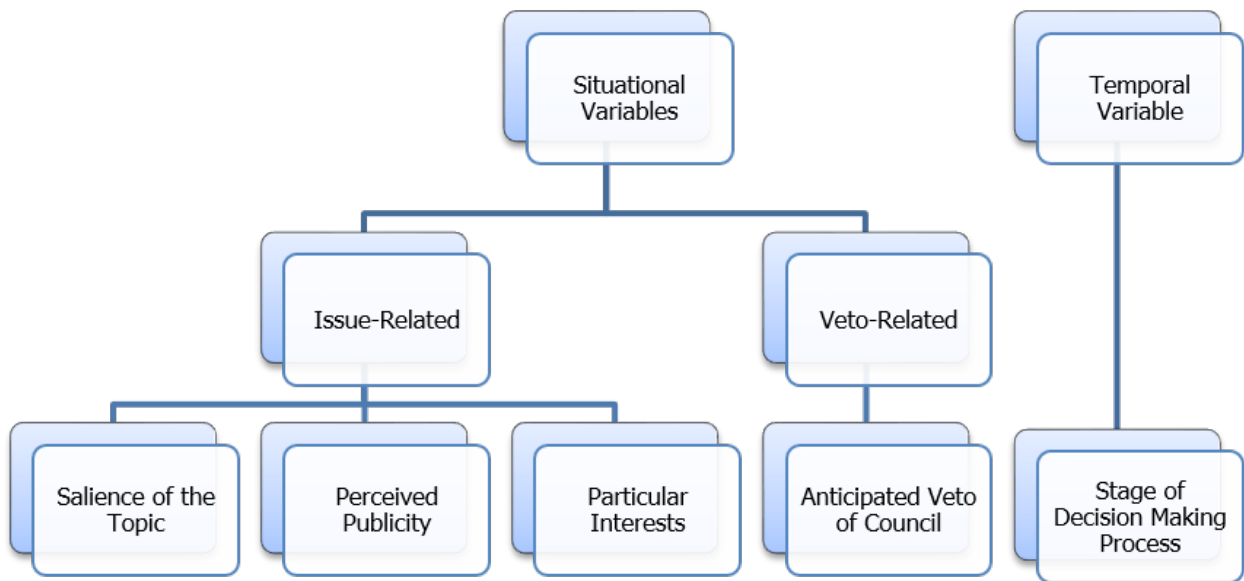 Situational
Variables
Temporal
Variable
Issue-Related
Veto-Related
Salience of the
Topic
Perceived
Publicity
Particular
Interests
Anticipated Veto
of Council
Stage of
Decision Making
Process